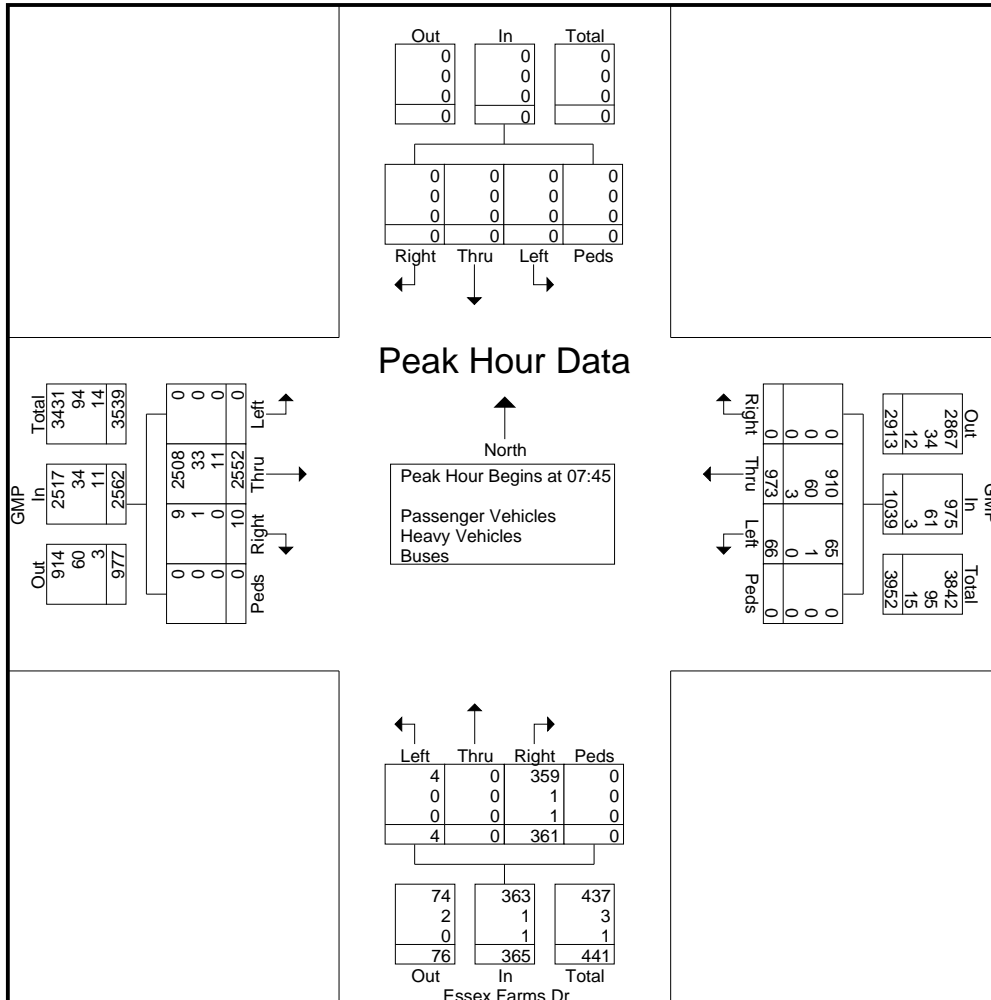 Out In Total
0 0 0
0 0 0
0 0 0
0 0 0
0 0 0 0
0 0 0 0
0 0 0 0
0 0 0 0
Right Thru Left Peds
Peak Hour Data
North
Peak Hour Begins at 07:45
Passenger Vehicles
Heavy Vehicles
Buses
GMP
Out In Total
914 2517 3431
60 34 94
3 11 14
977 2562 3539
Peds Right Thru Left
0 9 2508 0
0 1 33 0
0 0 11 0
0 10 2552 0
GMP
Out In Total
2867 975 3842
34 61 95
12 3 15
2913 1039 3952
0 910 65 0
0 60 1 0
0 3 0 0
0 973 66 0
Right Thru Left Peds
Left Thru Right Peds
4 0 359 0
0 0 1 0
0 0 1 0
4 0 361 0
74 363 437
2 1 3
0 1 1
76 365 441
Out In Total
Essex Farms Dr